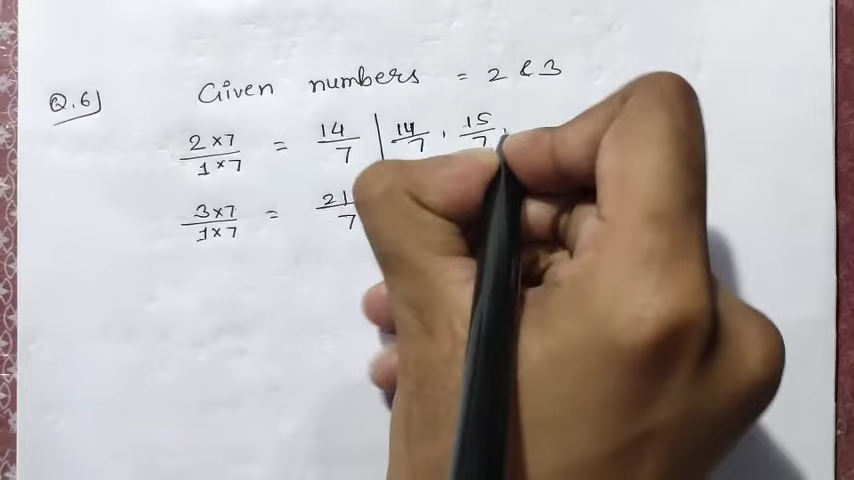 Q.6) Given numbers = 2 & 3
2×7/1×7 = 14/7 | 14/7, 15/7,
3×7/1×7 = 21/7